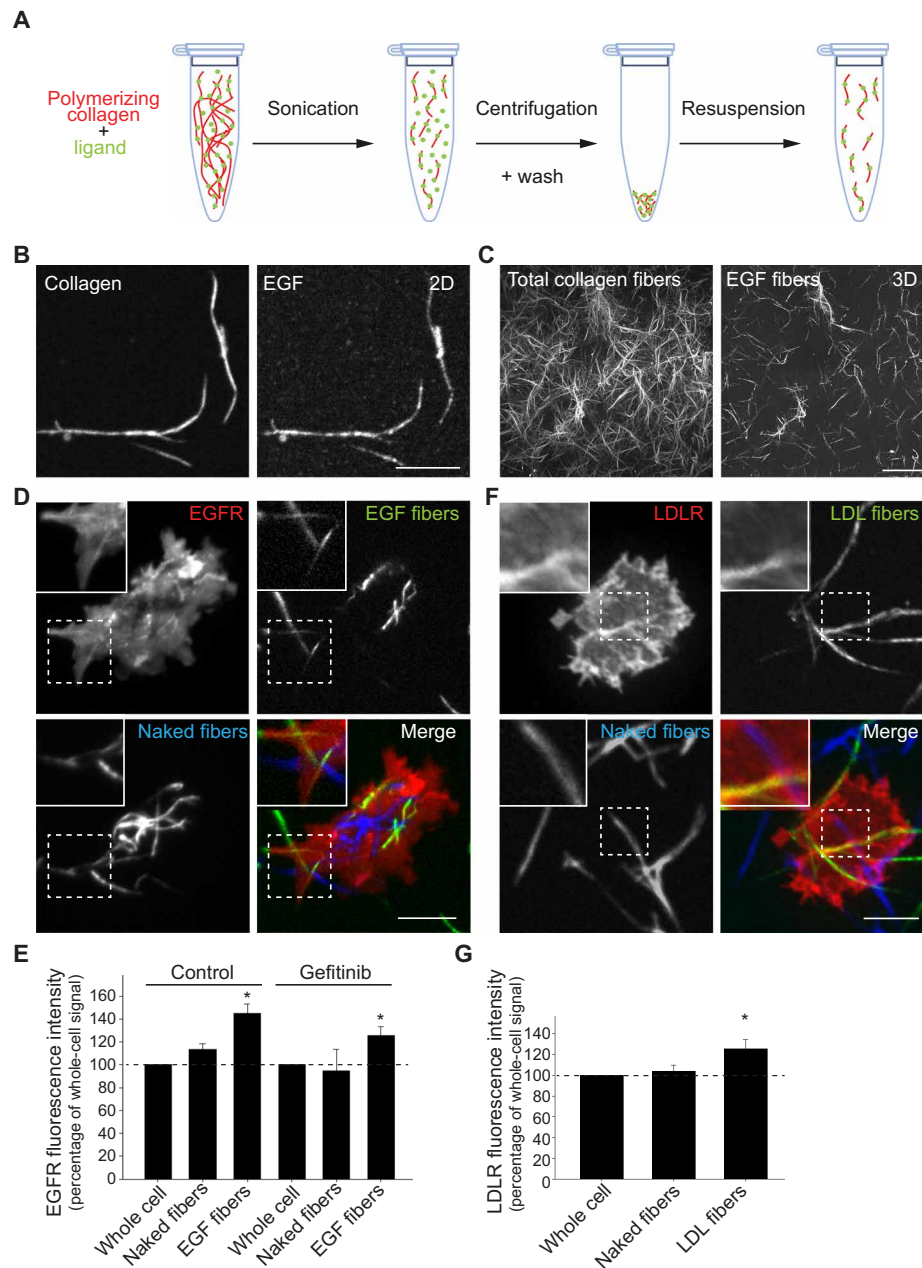 A
Polymerizing
collagen
+
ligand
Sonication
Centrifugation
+ wash
Resuspension
B
Collagen
EGF
2D
C
Total collagen fibers
EGF fibers
3D
D
EGFR
EGF fibers
Naked fibers
Merge
F
LDLR
LDL fibers
Naked fibers
Merge
E
EGFR fluorescence intensity
(percentage of whole-cell signal)
Control
Gefitinib
160
140
120
100
80
60
40
20
0
*
*
Whole cell
Naked fibers
EGF fibers
Whole cell
Naked fibers
EGF fibers
G
LDLR fluorescence intensity
(percentage of whole-cell signal)
140
120
100
80
60
40
20
0
*
Whole cell
Naked fibers
LDL fibers